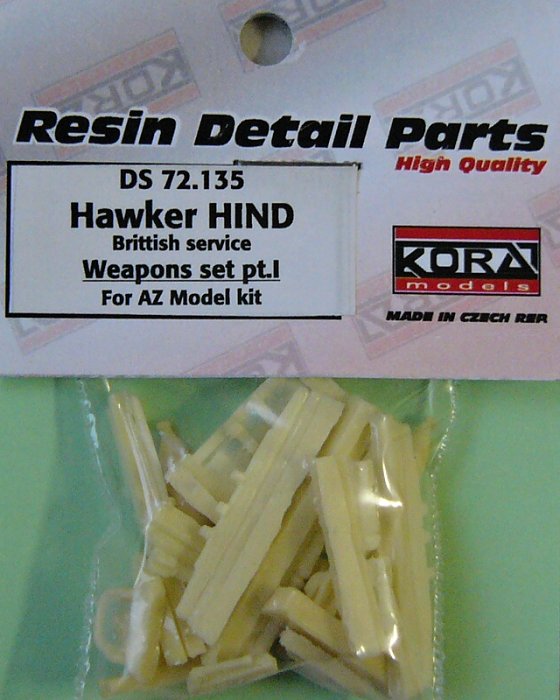 Resin Detail Parts
High Quality
DS 72.135
Hawker HIND
Brittish service
Weapons set pt.I
For AZ Model kit
KORA
models
MADE IN CZECH REP.